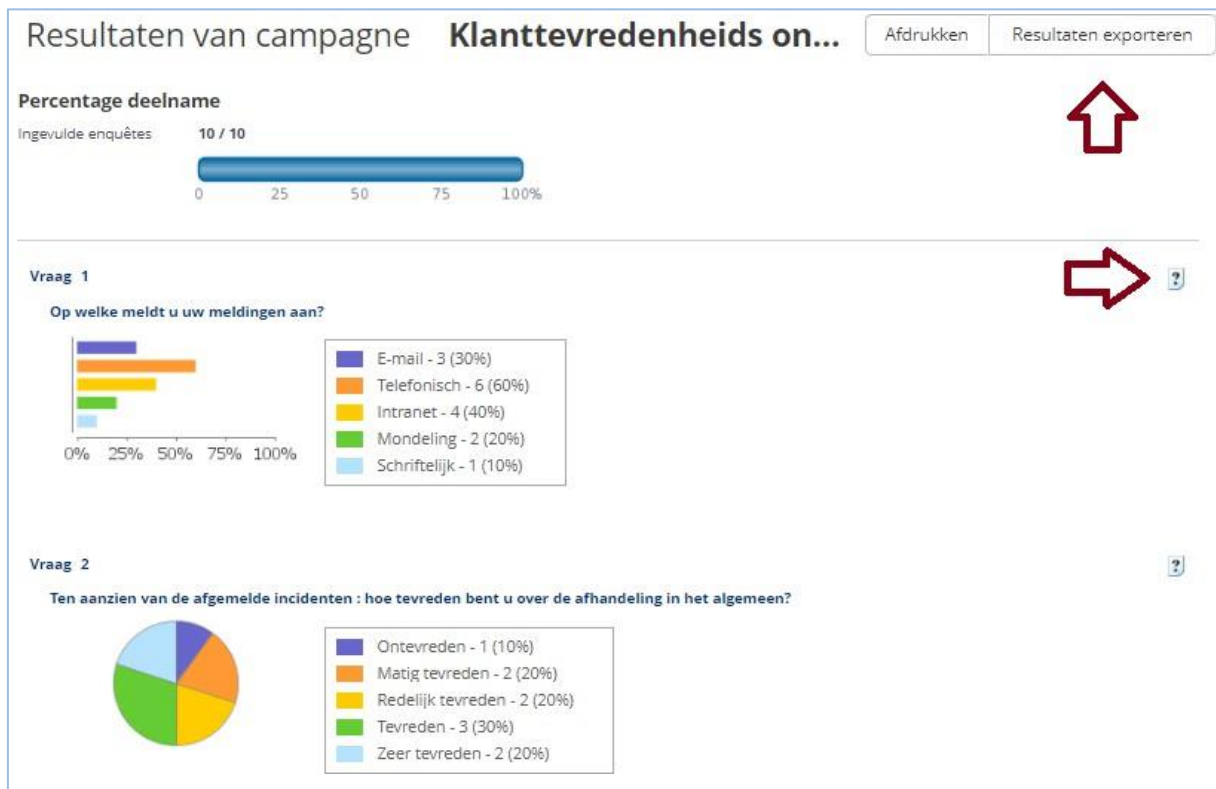 Resultaten van campagne Klanttevredenheids on... Afdrukken Resultaten exporteren
Percentage deelname
Ingevulde enquêtes 10 / 10
0 25 50 75 100%
Vraag 1 ?
Op welke meldt u uw meldingen aan?
E-mail - 3 (30%)
Telefonisch - 6 (60%)
Intranet - 4 (40%)
Mondeling - 2 (20%)
Schriftelijk - 1 (10%)
0% 25% 50% 75% 100%
Vraag 2 ?
Ten aanzien van de afgemelde incidenten : hoe tevreden bent u over de afhandeling in het algemeen?
Ontevreden - 1 (10%)
Matig tevreden - 2 (20%)
Redelijk tevreden - 2 (20%)
Tevreden - 3 (30%)
Zeer tevreden - 2 (20%)